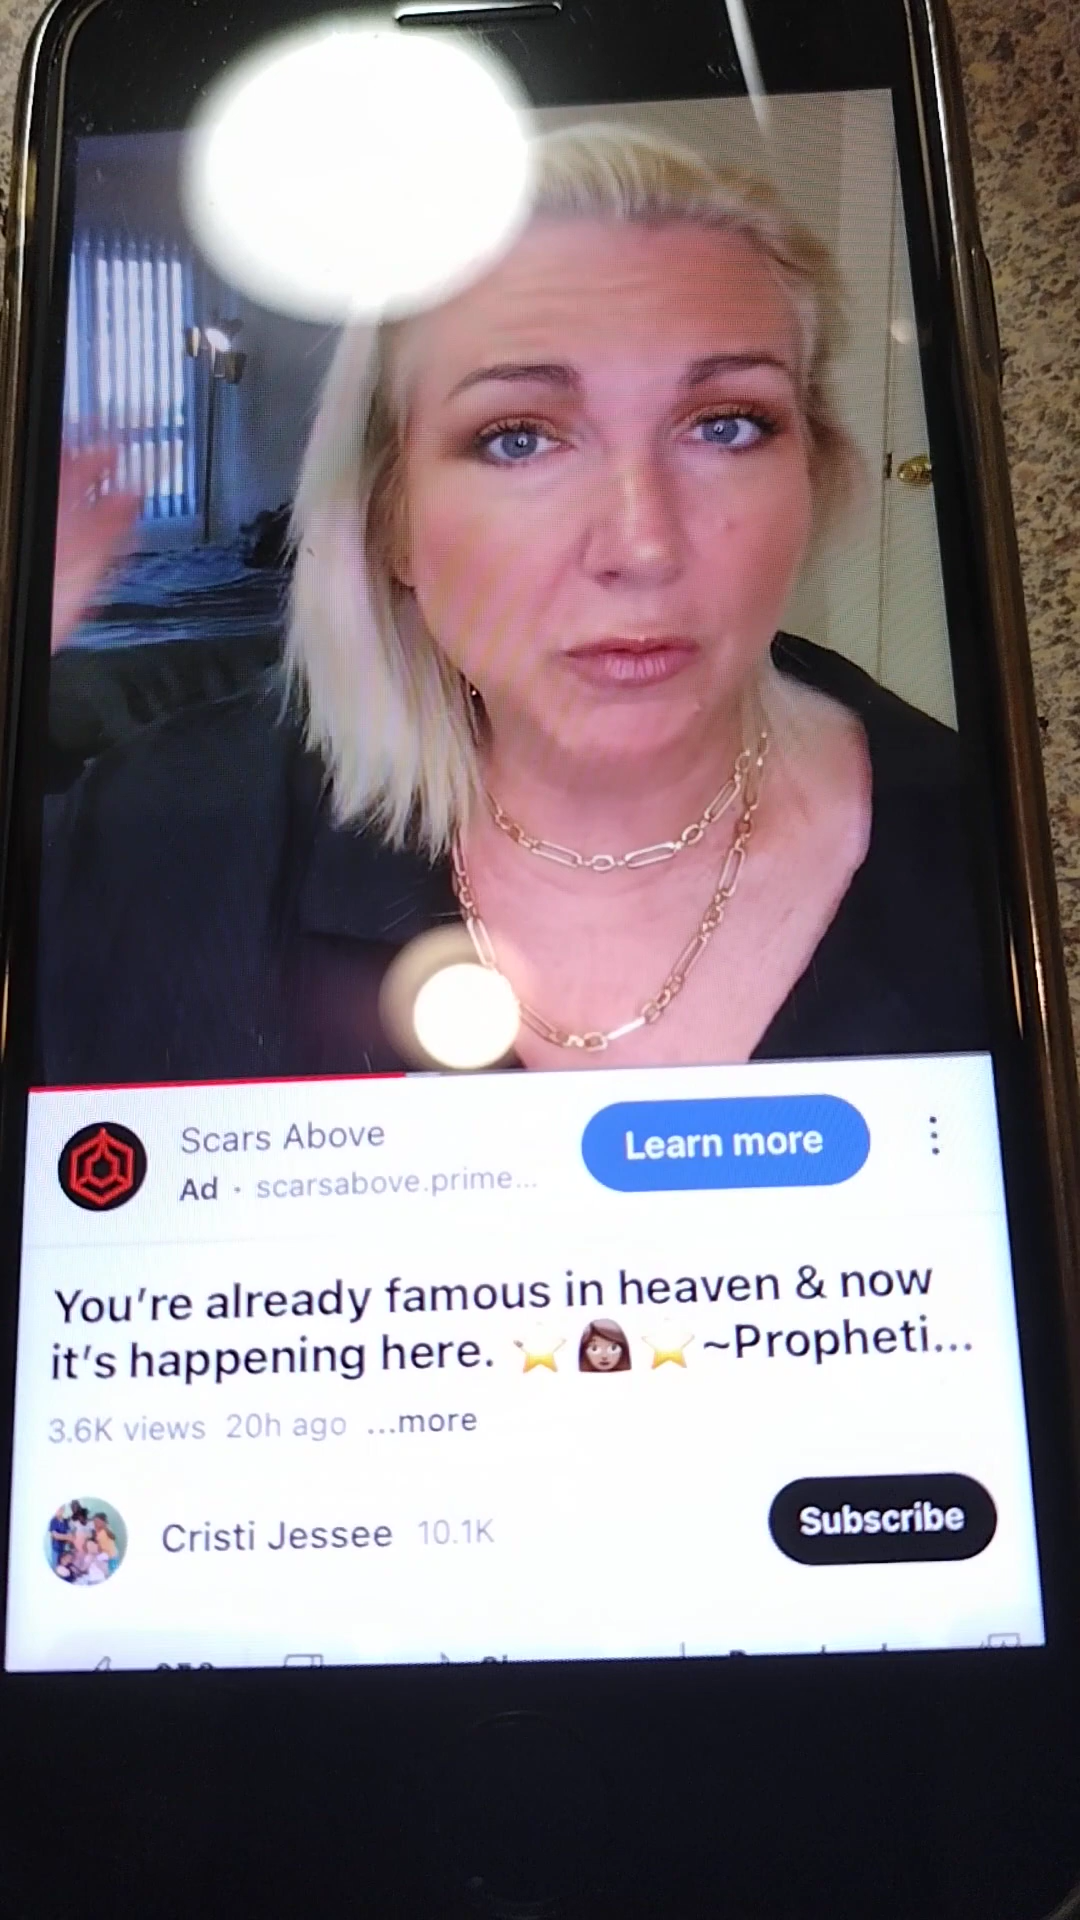 Scars Above
Ad · scarsabove.prime...
Learn more
You're already famous in heaven & now
it's happening here. ⭐👩⭐ ~Propheti...
3.6K views 20h ago ...more
Cristi Jessee 10.1K
Subscribe